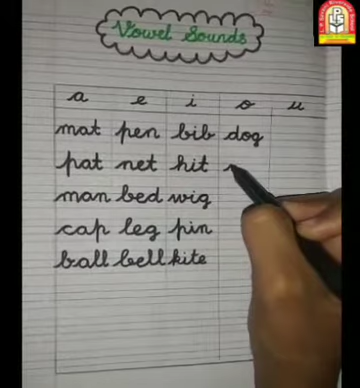 Vowel Sounds
a e i o u
mat pen bib dog
pat net hit
man bed wig
cap leg pin
ball bell kite